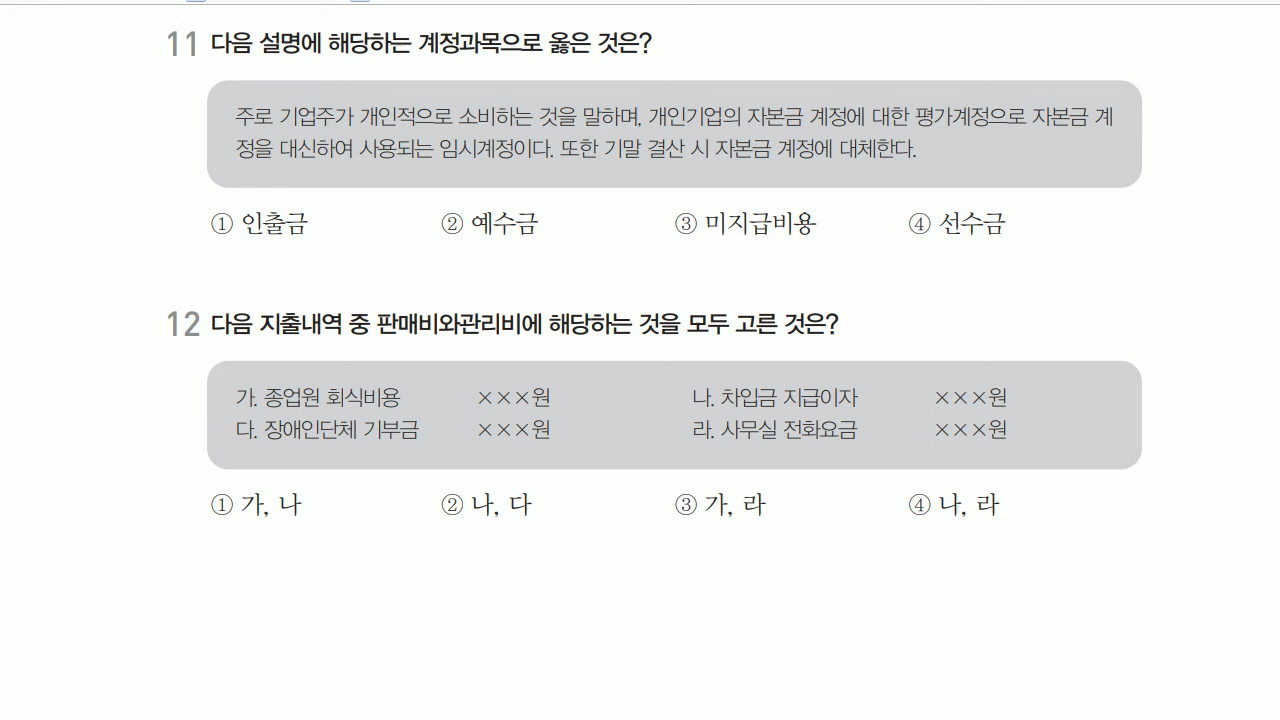 11 다음 설명에 해당하는 계정과목으로 옳은 것은?
주로 기업주가 개인적으로 소비하는 것을 말하며, 개인기업의 자본금 계정에 대한 평가계정으로 자본금 계
정을 대신하여 사용되는 임시계정이다. 또한 기말 결산 시 자본금 계정에 대체한다.
① 인출금 ② 예수금 ③ 미지급비용 ④ 선수금
12 다음 지출내역 중 판매비와관리비에 해당하는 것을 모두 고른 것은?
가. 종업원 회식비용 ×××원 나. 차입금 지급이자 ×××원
다. 장애인단체 기부금 ×××원 라. 사무실 전화요금 ×××원
① 가, 나 ② 나, 다 ③ 가, 라 ④ 나, 라